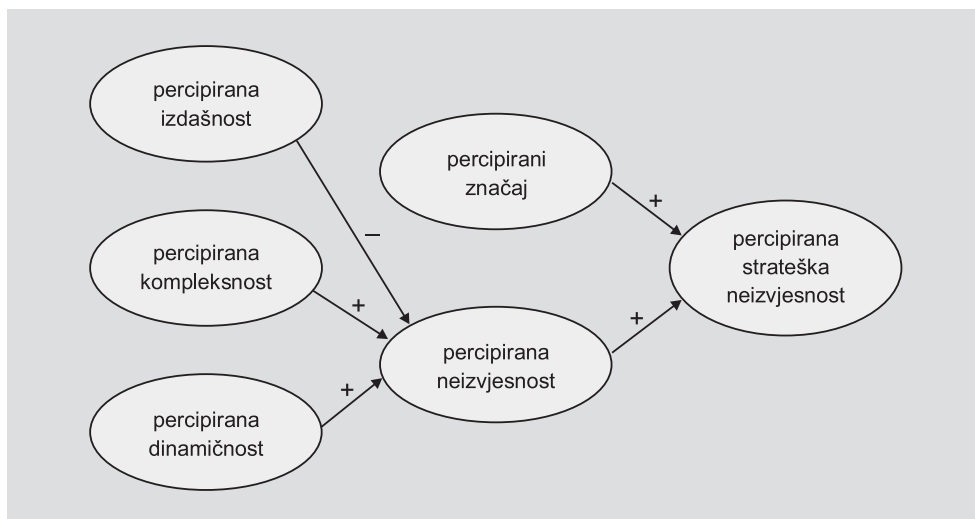 percipirana
izdašnost
percipirani
značaj
+
percipirana
strateška
neizvjesnost
–
percipirana
kompleksnost
+
+
percipirana
neizvjesnost
+
percipirana
dinamičnost